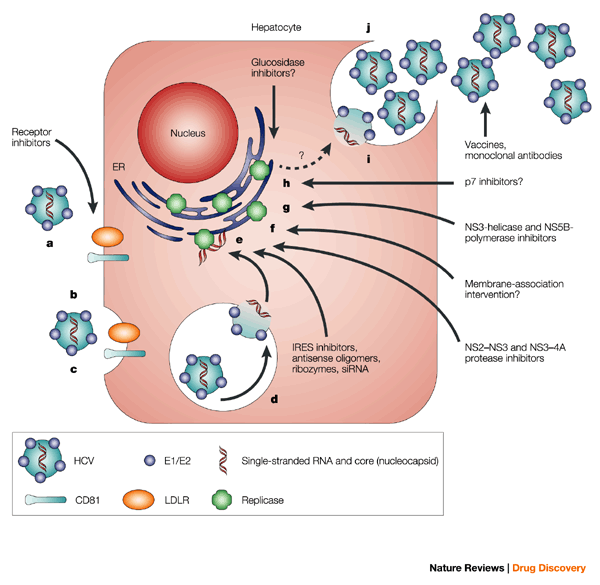 Hepatocyte
j
Glucosidase
inhibitors?
Nucleus
Receptor
inhibitors
ER
?
i
Vaccines,
monoclonal antibodies
h
p7 inhibitors?
a
g
NS3-helicase and NS5B-
polymerase inhibitors
f
e
b
Membrane-association
intervention?
c
IRES inhibitors,
antisense oligomers,
ribozymes, siRNA
NS2–NS3 and NS3–4A
protease inhibitors
d
HCV
E1/E2
Single-stranded RNA and core (nucleocapsid)
CD81
LDLR
Replicase
Nature Reviews | Drug Discovery